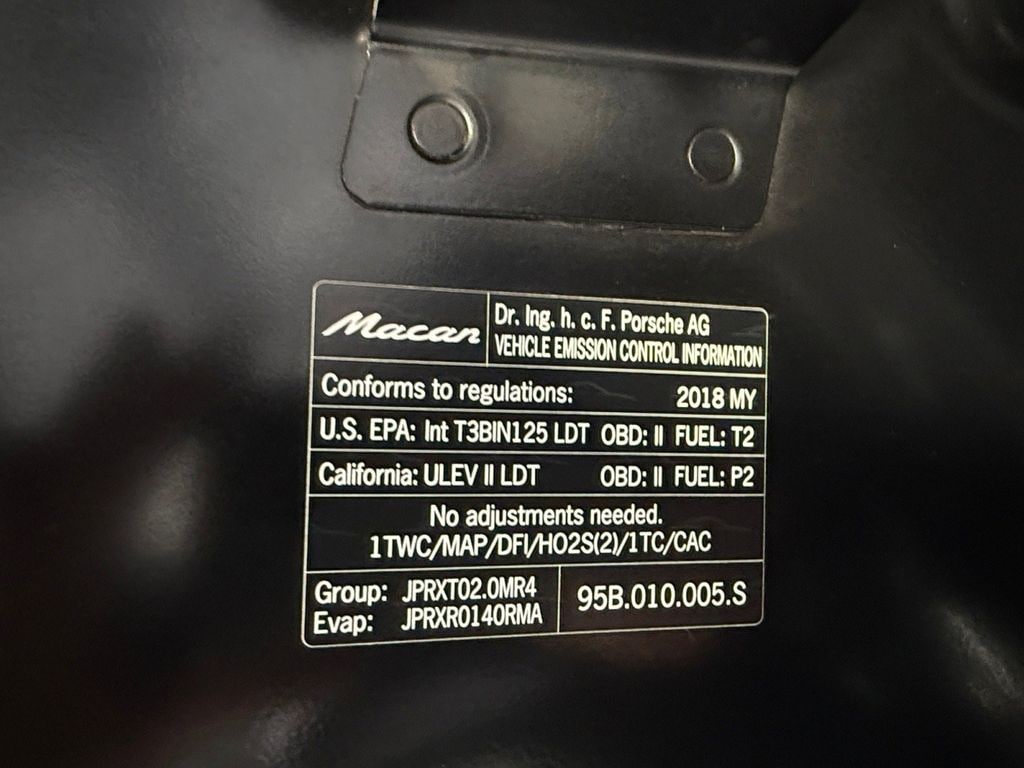 Macan
Dr. Ing. h. c. F. Porsche AG
VEHICLE EMISSION CONTROL INFORMATION
Conforms to regulations: 2018 MY
U.S. EPA: Int T3BIN125 LDT OBD: II FUEL: T2
California: ULEV II LDT OBD: II FUEL: P2
No adjustments needed.
1TWC/MAP/DFI/HO2S(2)/1TC/CAC
Group: JPRXT02.0MR4
Evap: JPRXR0140RMA
95B.010.005.S